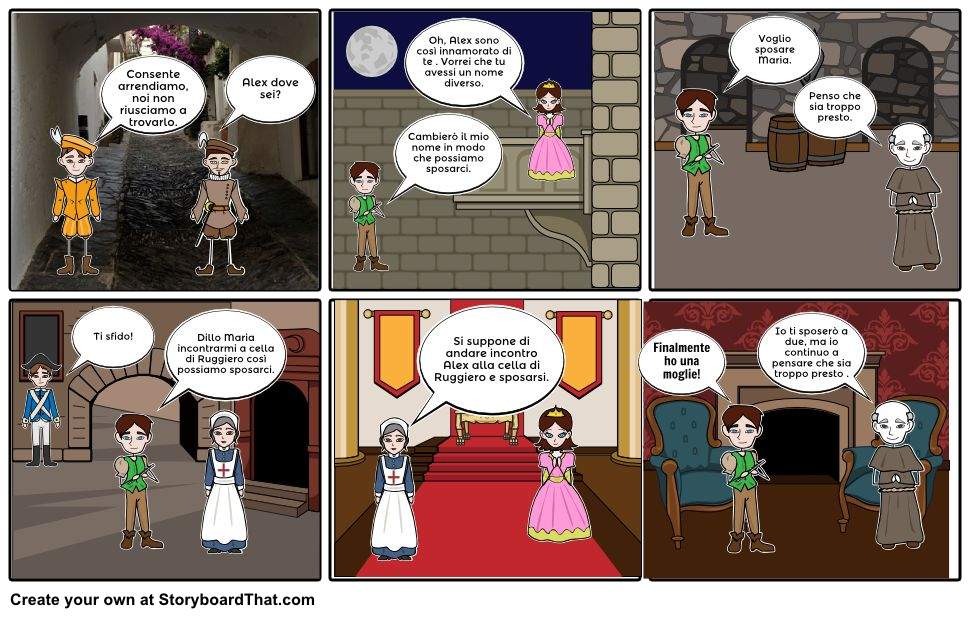 Consente
arrendiamo,
noi non
riusciamo a
trovarlo.
Alex dove
sei?
Oh, Alex sono
così innamorato di
te . Vorrei che tu
avessi un nome
diverso.
Cambierò il mio
nome in modo
che possiamo
sposarci.
Voglio
sposare
Maria.
Penso che
sia troppo
presto.
Ti sfido!
Dillo Maria
incontrarmi a cella
di Ruggiero così
possiamo sposarci.
Si suppone di
andare incontro
Alex alla cella di
Ruggiero e sposarsi.
Finalmente
ho una
moglie!
Io ti sposerò a
due, ma io
continuo a
pensare che sia
troppo presto .
Create your own at StoryboardThat.com